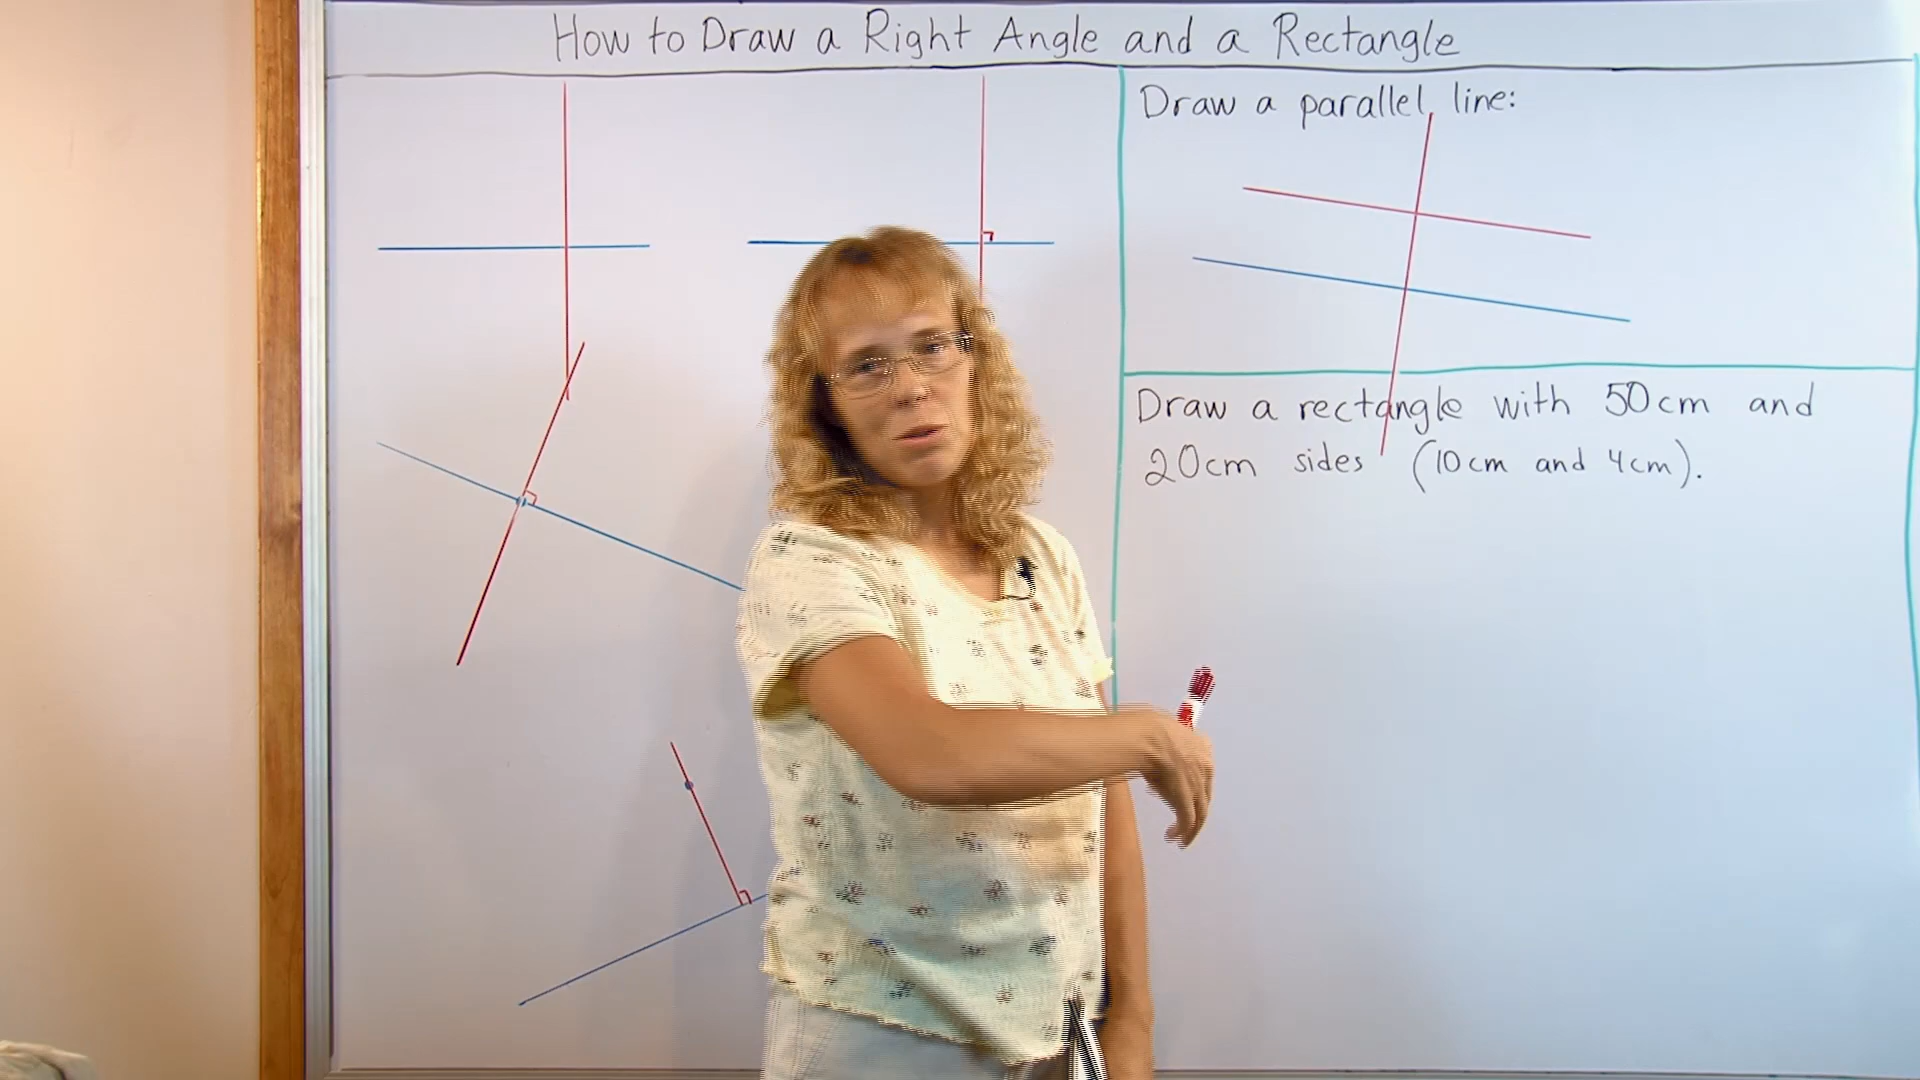 How to Draw a Right Angle and a Rectangle
Draw a parallel line:
Draw a rectangle with 50cm and
20cm sides (10cm and 4cm).